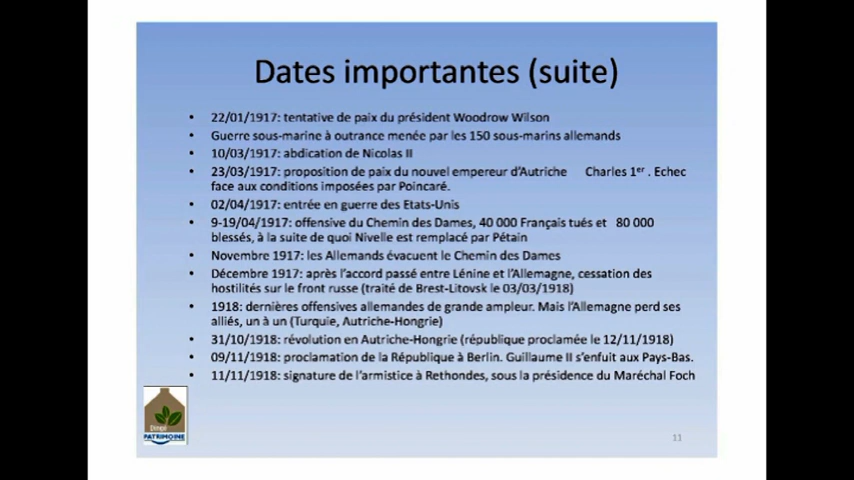 Dates importantes (suite)
• 22/01/1917: tentative de paix du président Woodrow Wilson
• Guerre sous-marine à outrance menée par les 150 sous-marins allemands
• 10/03/1917: abdication de Nicolas II
• 23/03/1917: proposition de paix du nouvel empereur d'Autriche Charles 1er . Echec
face aux conditions imposées par Poincaré.
• 02/04/1917: entrée en guerre des Etats-Unis
• 9-19/04/1917: offensive du Chemin des Dames, 40 000 Français tués et 80 000
blessés, à la suite de quoi Nivelle est remplacé par Pétain
• Novembre 1917: les Allemands évacuent le Chemin des Dames
• Décembre 1917: après l'accord passé entre Lénine et l'Allemagne, cessation des
hostilités sur le front russe (traité de Brest-Litovsk le 03/03/1918)
• 1918: dernières offensives allemandes de grande ampleur. Mais l'Allemagne perd ses
alliés, un à un (Turquie, Autriche-Hongrie)
• 31/10/1918: révolution en Autriche-Hongrie (république proclamée le 12/11/1918)
• 09/11/1918: proclamation de la République à Berlin. Guillaume II s'enfuit aux Pays-Bas.
• 11/11/1918: signature de l'armistice à Rethondes, sous la présidence du Maréchal Foch
PATRIMOINE
11